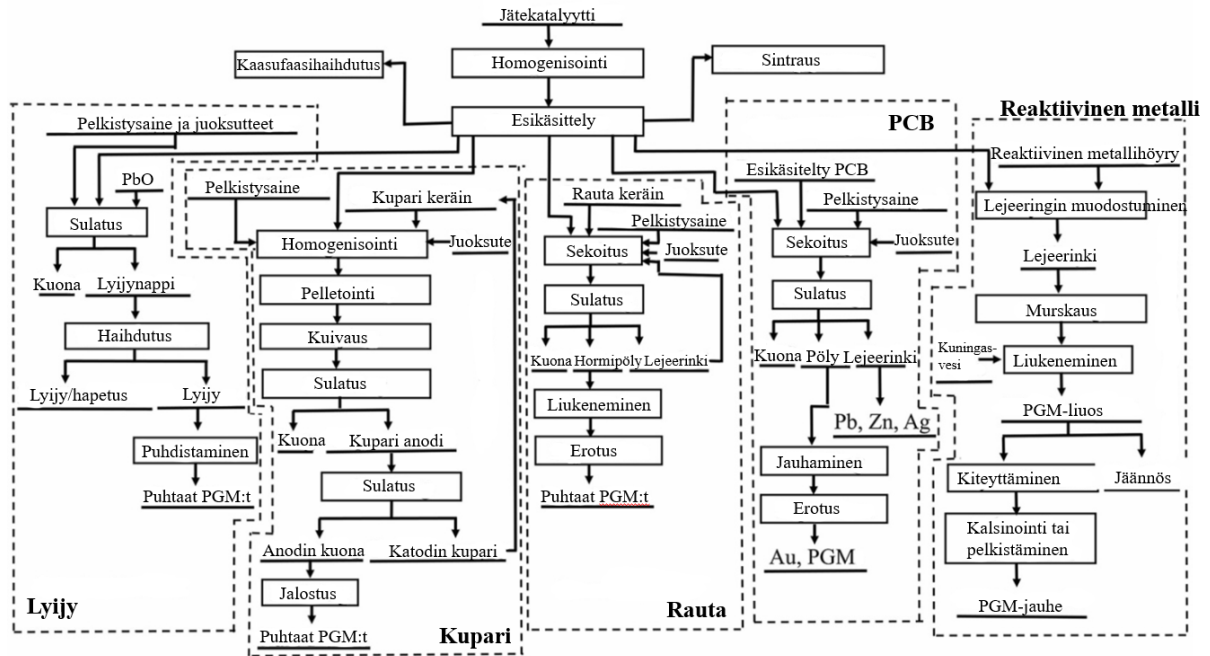 Jätekatalyytti
Homogenisointi
Kaasufaasihaihdutus
Sintraus
Esikäsittely
Pelkistysaine ja juoksutteet
PbO
Sulatus
Kuona
Lyijynappi
Haihdutus
Lyijy/hapetus
Lyijy
Puhdistaminen
Puhtaat PGM:t
Lyijy
Pelkistysaine
Kupari keräin
Homogenisointi
Juoksute
Pelletointi
Kuivaus
Sulatus
Kuona
Kupari anodi
Sulatus
Anodin kuona
Katodin kupari
Jalostus
Puhtaat PGM:t
Kupari
Rauta keräin
Pelkistysaine
Sekoitus
Juoksute
Sulatus
Kuona
Hormipöly
Lejeerinki
Liukeneminen
Erotus
Puhtaat PGM:t
Rauta
PCB
Esikäsitelty PCB
Pelkistysaine
Sekoitus
Juoksute
Sulatus
Kuona
Pöly
Lejeerinki
Pb, Zn, Ag
Jauhaminen
Erotus
Au, PGM
Reaktiivinen metalli
Reaktiivinen metallihöyry
Lejeeringin muodostuminen
Lejeerinki
Murskaus
Kuningas-
vesi
Liukeneminen
PGM-liuos
Kiteyttäminen
Jäännös
Kalsinointi tai
pelkistäminen
PGM-jauhe